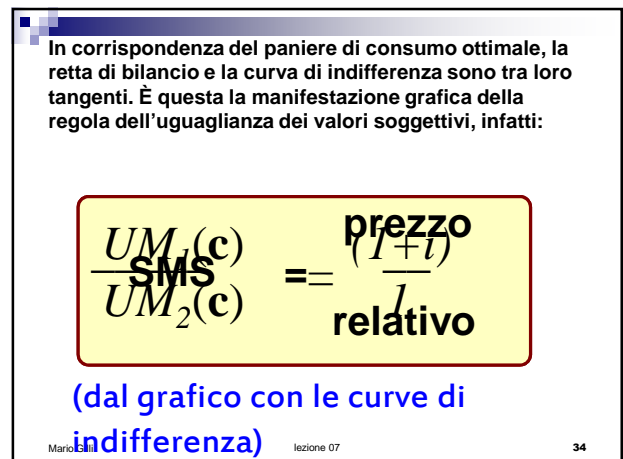 In corrispondenza del paniere di consumo ottimale, la
retta di bilancio e la curva di indifferenza sono tra loro
tangenti. È questa la manifestazione grafica della
regola dell'uguaglianza dei valori soggettivi, infatti:
UM₁(c) / UM₂(c) = (1+i) / 1
SMS = prezzo relativo
(dal grafico con le curve di
indifferenza)
Mario Gilli lezione 07 34